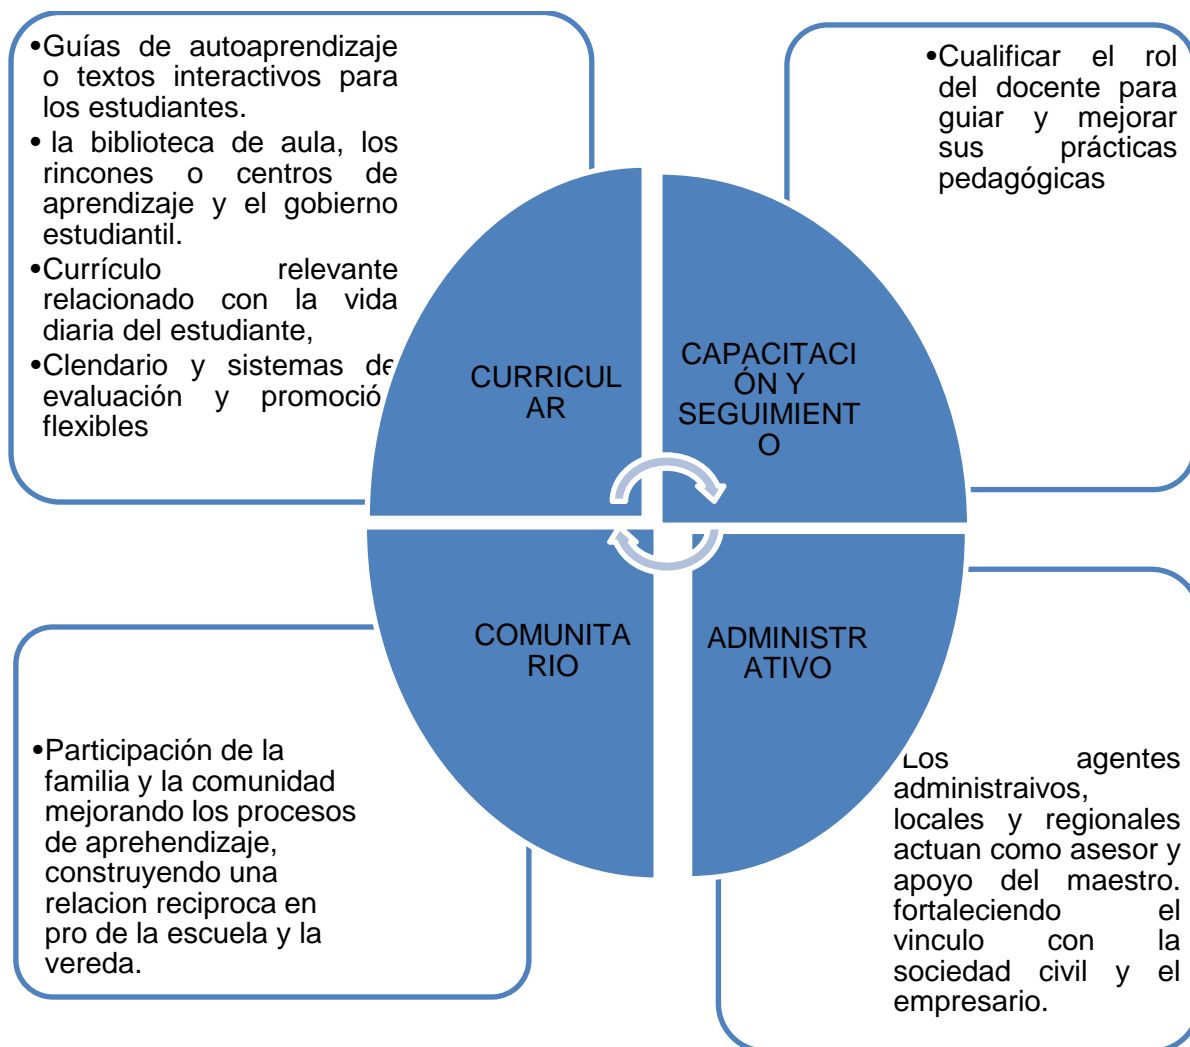 •Guías de autoaprendizaje
o textos interactivos para
los estudiantes.
• la biblioteca de aula, los
rincones o centros de
aprendizaje y el gobierno
estudiantil.
•Currículo relevante
relacionado con la vida
diaria del estudiante,
•Clendario y sistemas de
evaluación y promoció
flexibles
•Cualificar el rol
del docente para
guiar y mejorar
sus prácticas
pedagógicas
CURRICUL
AR
CAPACITACI
ÓN Y
SEGUIMIENT
O
COMUNITA
RIO
ADMINISTR
ATIVO
•Participación de la
familia y la comunidad
mejorando los procesos
de aprehendizaje,
construyendo una
relacion reciproca en
pro de la escuela y la
vereda.
Los agentes
administraivos,
locales y regionales
actuan como asesor y
apoyo del maestro.
fortaleciendo el
vinculo con la
sociedad civil y el
empresario.